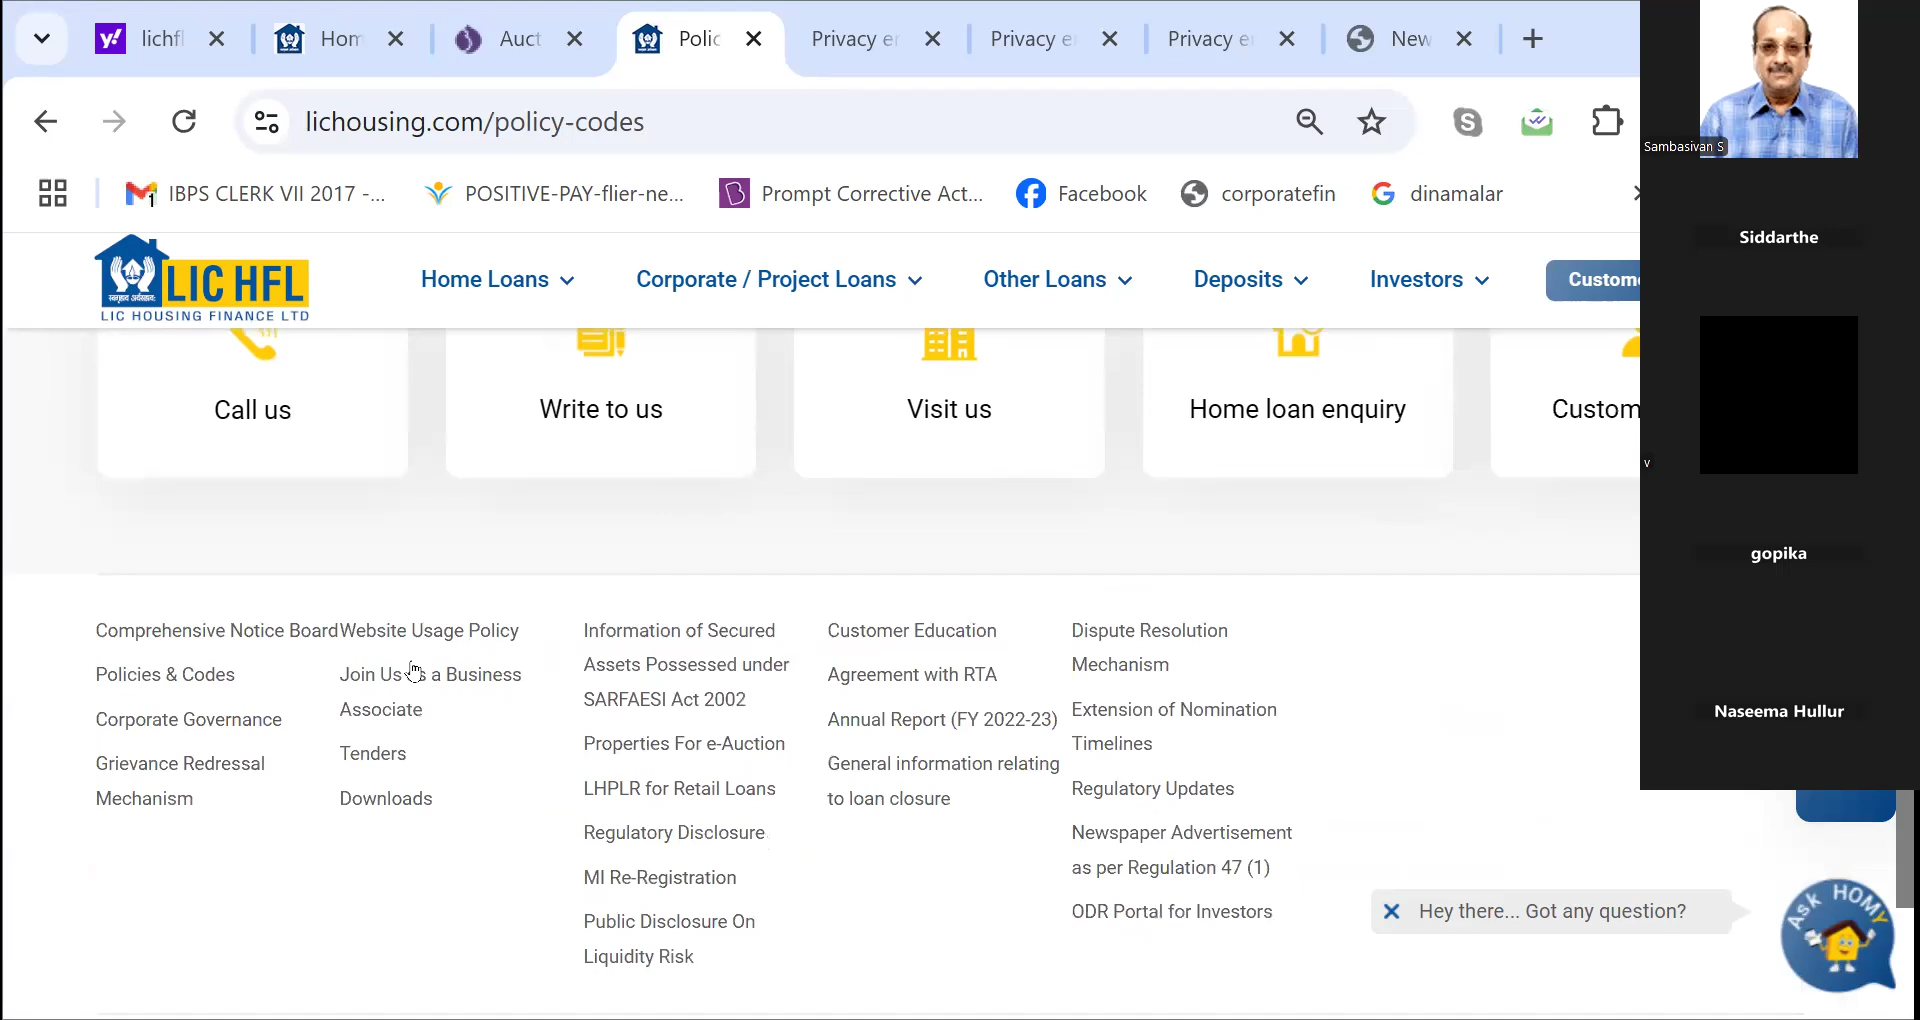 lichfl
Hom
Auct
Polic
Privacy er
Privacy e
Privacy e
New
lichousing.com/policy-codes
IBPS CLERK VII 2017 -...
POSITIVE-PAY-flier-ne...
Prompt Corrective Act...
Facebook
corporatefin
dinamalar
LIC HFL
LIC HOUSING FINANCE LTD
Home Loans
Corporate / Project Loans
Other Loans
Deposits
Investors
Custome
Call us
Write to us
Visit us
Home loan enquiry
Custom
Comprehensive Notice Board
Policies & Codes
Corporate Governance
Grievance Redressal
Mechanism
Website Usage Policy
Join Us as a Business
Associate
Tenders
Downloads
Information of Secured
Assets Possessed under
SARFAESI Act 2002
Properties For e-Auction
LHPLR for Retail Loans
Regulatory Disclosure
MI Re-Registration
Public Disclosure On
Liquidity Risk
Customer Education
Agreement with RTA
Annual Report (FY 2022-23)
General information relating
to loan closure
Dispute Resolution
Mechanism
Extension of Nomination
Timelines
Regulatory Updates
Newspaper Advertisement
as per Regulation 47 (1)
ODR Portal for Investors
Hey there... Got any question?
ASK HOMY
Sambasivan S
Siddarthe
v
gopika
Naseema Hullur